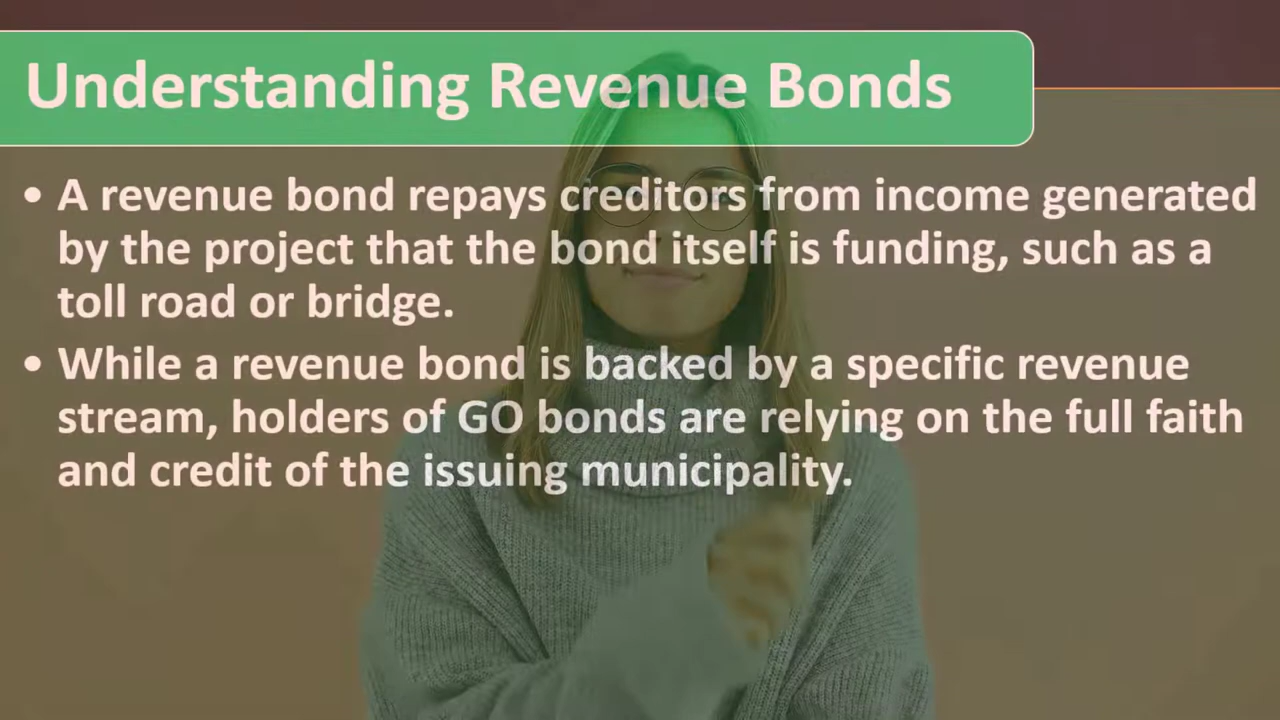 Understanding Revenue Bonds
• A revenue bond repays creditors from income generated
by the project that the bond itself is funding, such as a
toll road or bridge.
• While a revenue bond is backed by a specific revenue
stream, holders of GO bonds are relying on the full faith
and credit of the issuing municipality.